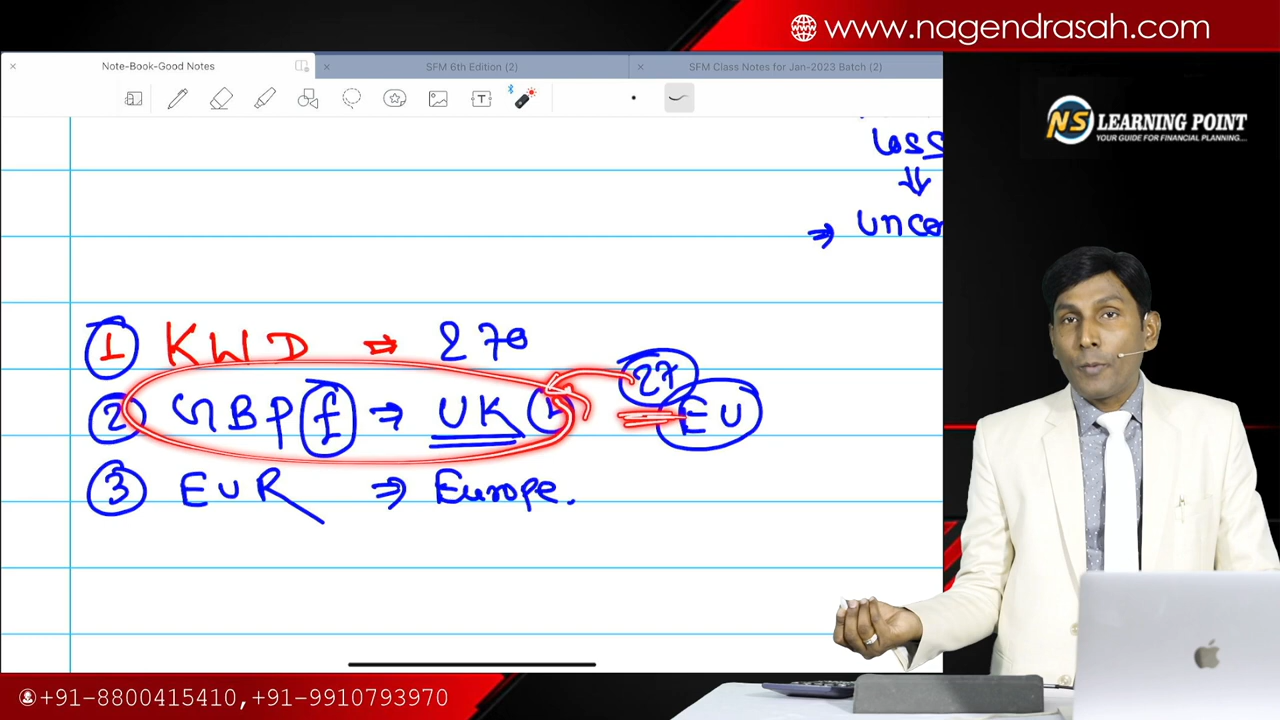 www.nagendrasah.com
Note-Book-Good Notes
SFM 6th Edition (2)
SFM Class Notes for Jan-2023 Batch (2)
NS LEARNING POINT
YOUR GUIDE FOR FINANCIAL PLANNING....
Loss
⇒ Unco
① KWD ⇒ 270
② GBP £ ⇒ UK
27
EU
③ EUR ⇒ Europe.
+91-8800415410,+91-9910793970